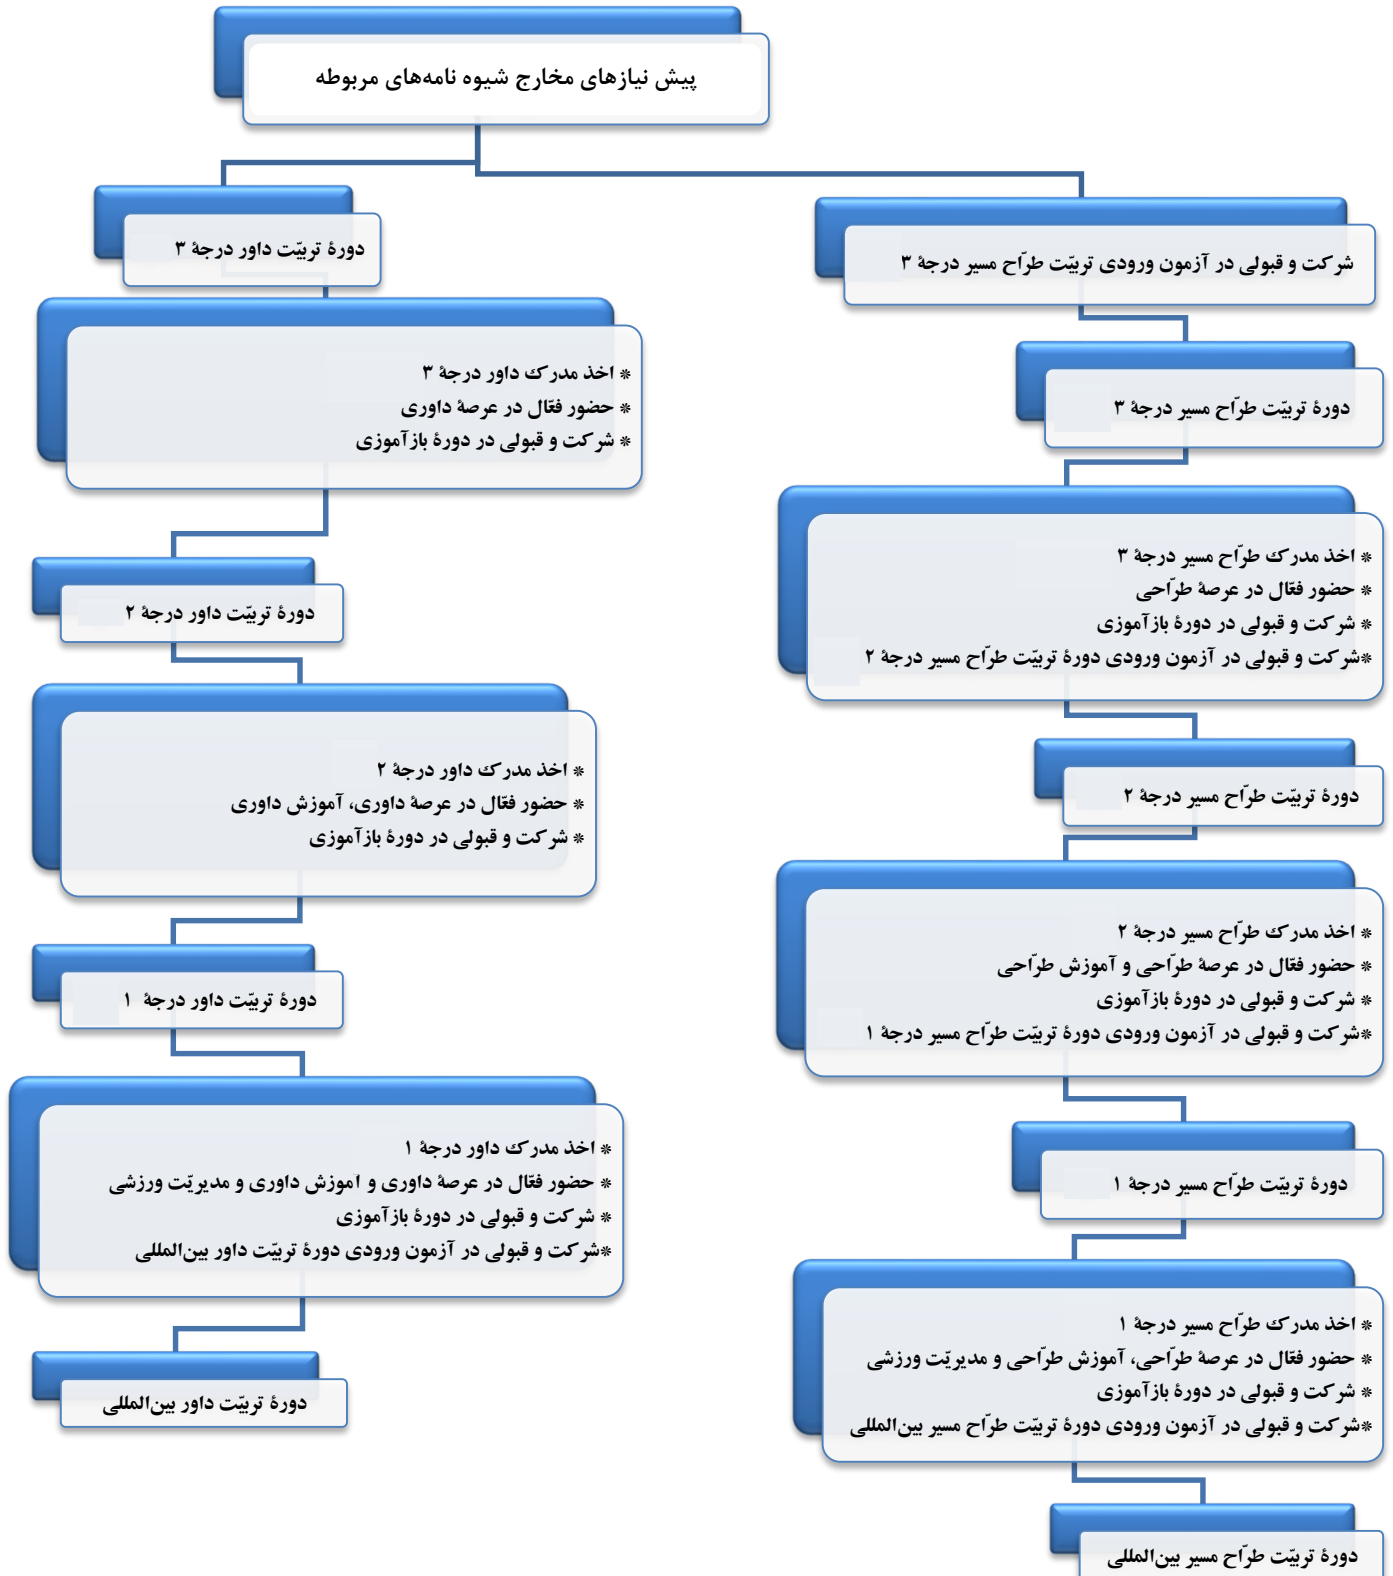 پیش نیازهای مخارج شیوه نامه‌های مربوطه
شرکت و قبولی در آزمون ورودی تربیّت طرّاح مسیر درجهٔ ۳
دورهٔ تربیّت طرّاح مسیر درجهٔ ۳
* اخذ مدرک طرّاح مسیر درجهٔ ۳
* حضور فعّال در عرصهٔ طرّاحی
* شرکت و قبولی در دورهٔ بازآموزی
*شرکت و قبولی در آزمون ورودی دورهٔ تربیّت طرّاح مسیر درجهٔ ۲
دورهٔ تربیّت طرّاح مسیر درجهٔ ۲
* اخذ مدرک طرّاح مسیر درجهٔ ۲
* حضور فعّال در عرصهٔ طرّاحی و آموزش طرّاحی
* شرکت و قبولی در دورهٔ بازآموزی
*شرکت و قبولی در آزمون ورودی دورهٔ تربیّت طرّاح مسیر درجهٔ ۱
دورهٔ تربیّت طرّاح مسیر درجهٔ ۱
* اخذ مدرک طرّاح مسیر درجهٔ ۱
* حضور فعّال در عرصهٔ طرّاحی، آموزش طرّاحی و مدیریّت ورزشی
* شرکت و قبولی در دورهٔ بازآموزی
*شرکت و قبولی در آزمون ورودی دورهٔ تربیّت طرّاح مسیر بین‌المللی
دورهٔ تربیّت طرّاح مسیر بین‌المللی
دورهٔ تربیّت داور درجهٔ ۳
* اخذ مدرک داور درجهٔ ۳
* حضور فعّال در عرصهٔ داوری
* شرکت و قبولی در دورهٔ بازآموزی
دورهٔ تربیّت داور درجهٔ ۲
* اخذ مدرک داور درجهٔ ۲
* حضور فعّال در عرصهٔ داوری، آموزش داوری
* شرکت و قبولی در دورهٔ بازآموزی
دورهٔ تربیّت داور درجهٔ ۱
* اخذ مدرک داور درجهٔ ۱
* حضور فعّال در عرصهٔ داوری و اموزش داوری و مدیریّت ورزشی
* شرکت و قبولی در دورهٔ بازآموزی
*شرکت و قبولی در آزمون ورودی دورهٔ تربیّت داور بین‌المللی
دورهٔ تربیّت داور بین‌المللی